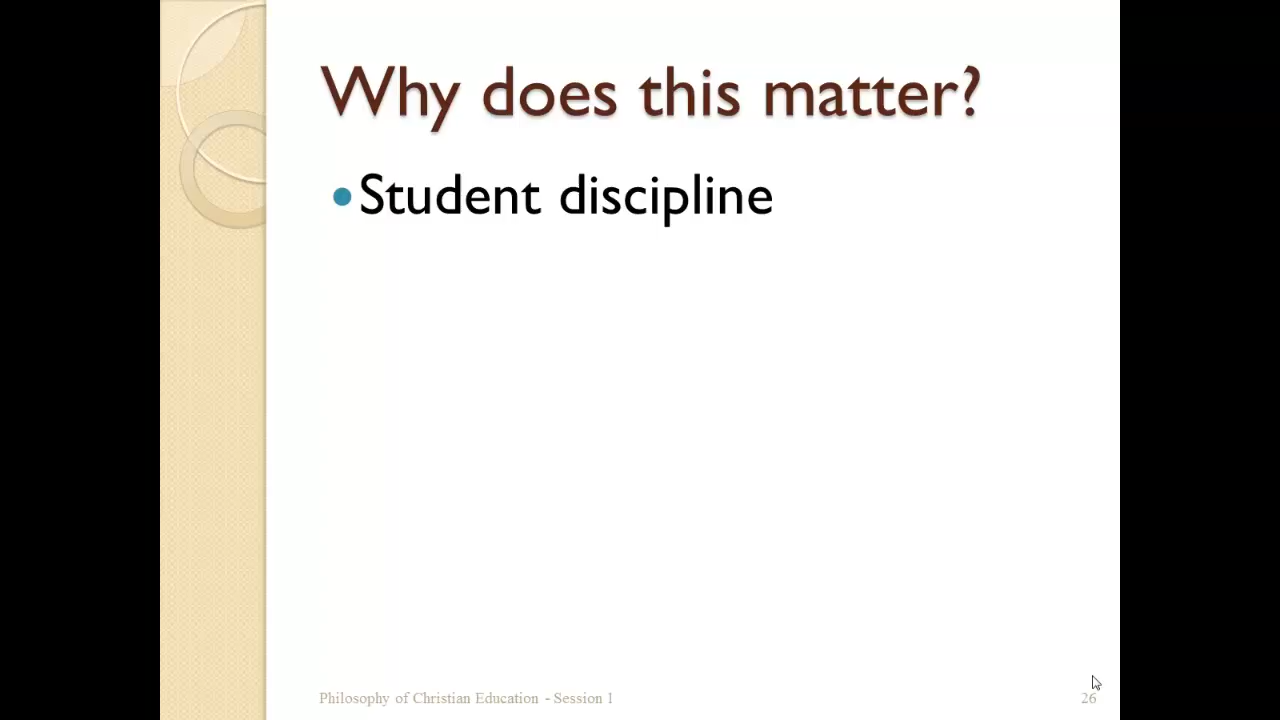 Why does this matter?
•Student discipline
Philosophy of Christian Education - Session 1
26